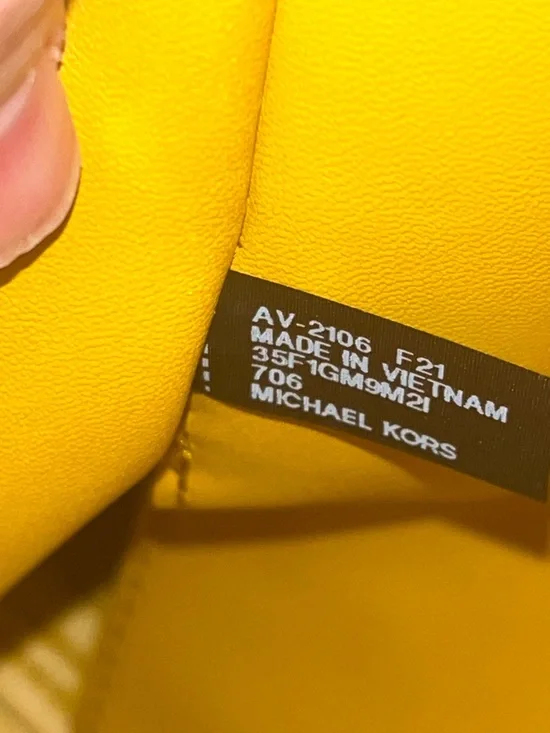 AV-2106 F21
MADE IN VIETNAM
35F1GM9M2I
706
MICHAEL KORS